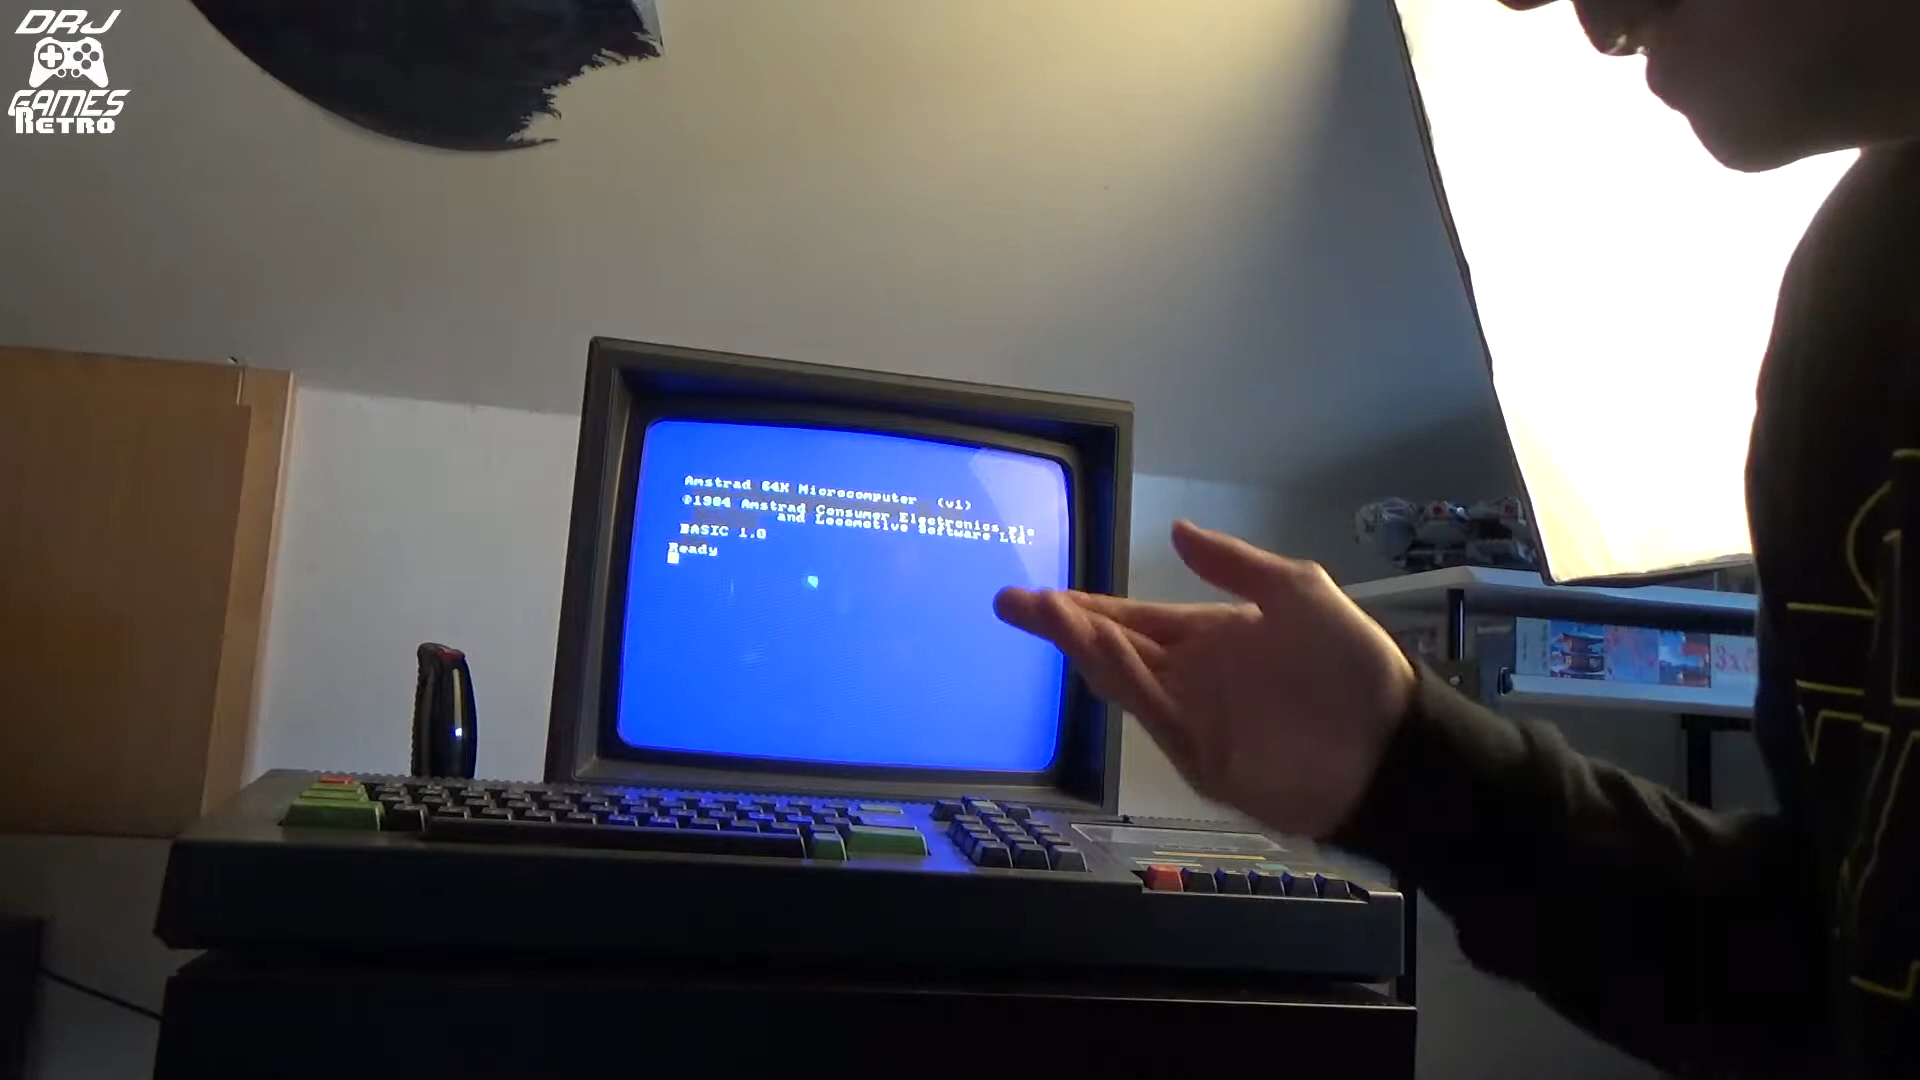 DRJ
GAMES
RETRO
Amstrad 64K Microcomputer (v1)
©1984 Amstrad Consumer Electronics plc
and Locomotive Software Ltd.
BASIC 1.0
Ready